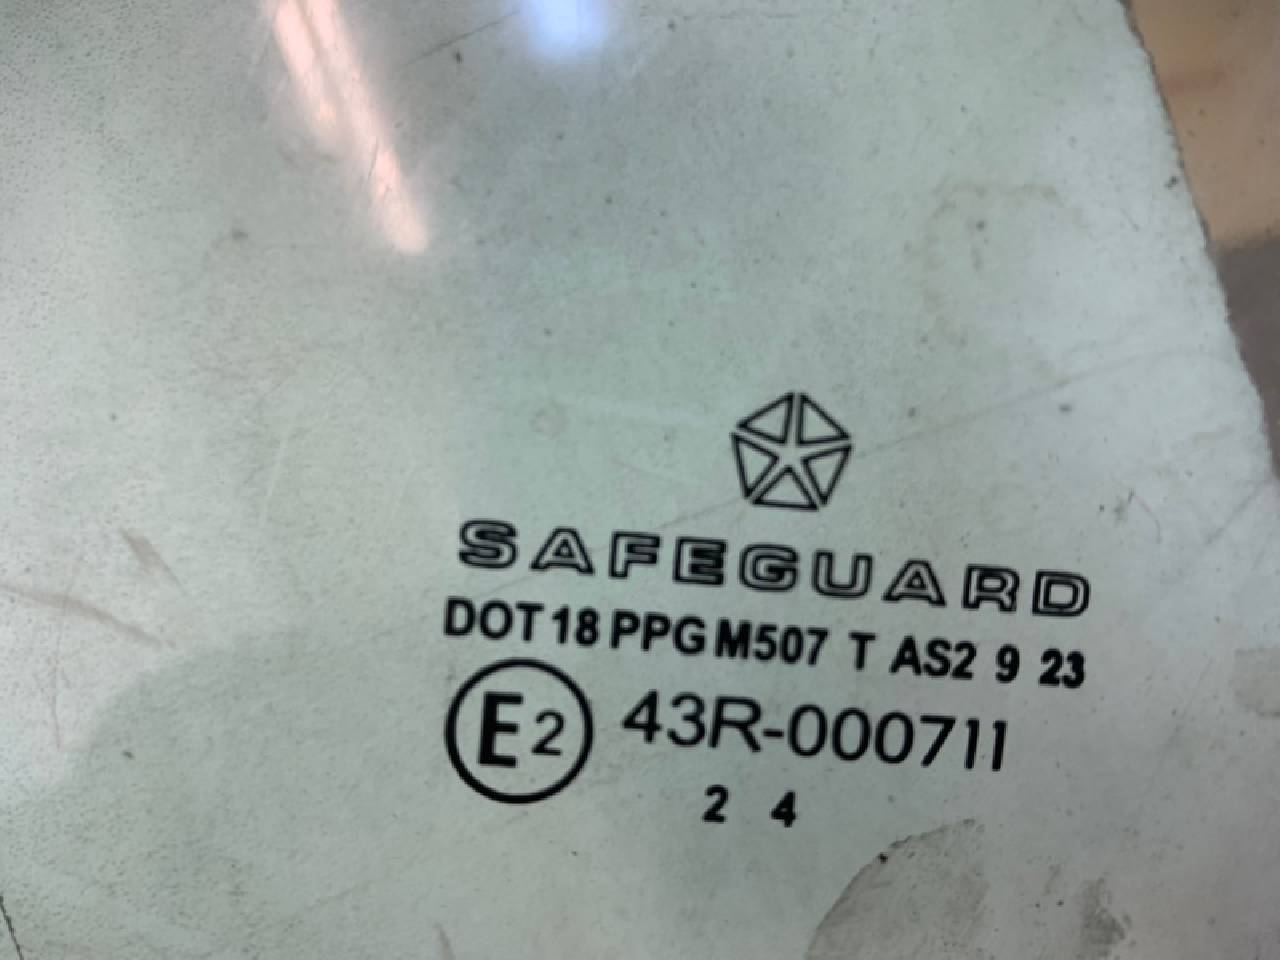 SAFEGUARD
DOT 18 PPG M507 T AS2 9 23
E2 43R-000711
2 4